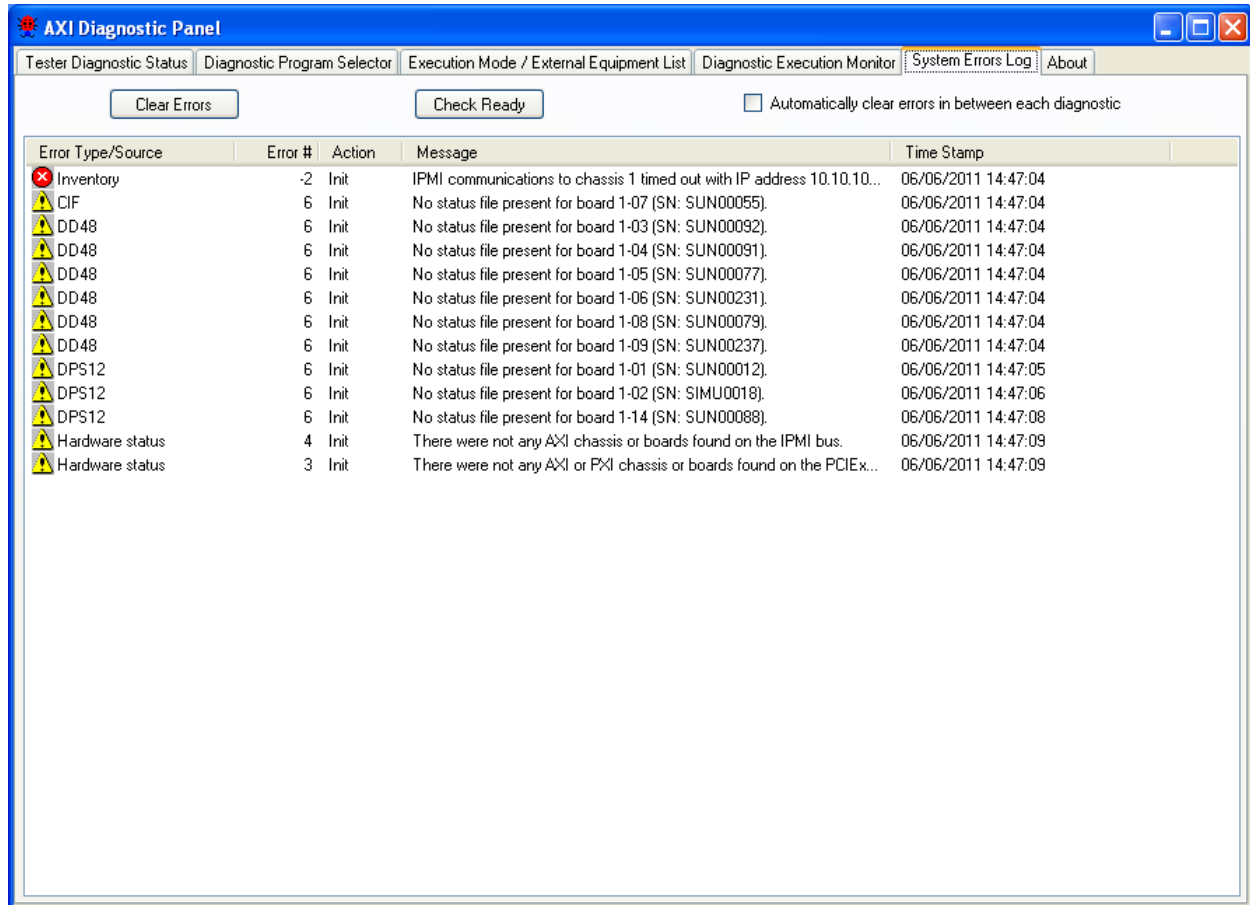 AXI Diagnostic Panel
Tester Diagnostic Status Diagnostic Program Selector Execution Mode / External Equipment List Diagnostic Execution Monitor System Errors Log About
Clear Errors Check Ready Automatically clear errors in between each diagnostic
Error Type/Source Error # Action Message Time Stamp
Inventory -2 Init IPMI communications to chassis 1 timed out with IP address 10.10.10... 06/06/2011 14:47:04
CIF 6 Init No status file present for board 1-07 (SN: SUN00055). 06/06/2011 14:47:04
DD48 6 Init No status file present for board 1-03 (SN: SUN00092). 06/06/2011 14:47:04
DD48 6 Init No status file present for board 1-04 (SN: SUN00091). 06/06/2011 14:47:04
DD48 6 Init No status file present for board 1-05 (SN: SUN00077). 06/06/2011 14:47:04
DD48 6 Init No status file present for board 1-06 (SN: SUN00231). 06/06/2011 14:47:04
DD48 6 Init No status file present for board 1-08 (SN: SUN00079). 06/06/2011 14:47:04
DD48 6 Init No status file present for board 1-09 (SN: SUN00237). 06/06/2011 14:47:04
DPS12 6 Init No status file present for board 1-01 (SN: SUN00012). 06/06/2011 14:47:05
DPS12 6 Init No status file present for board 1-02 (SN: SIMU0018). 06/06/2011 14:47:06
DPS12 6 Init No status file present for board 1-14 (SN: SUN00088). 06/06/2011 14:47:08
Hardware status 4 Init There were not any AXI chassis or boards found on the IPMI bus. 06/06/2011 14:47:09
Hardware status 3 Init There were not any AXI or PXI chassis or boards found on the PCIEx... 06/06/2011 14:47:09